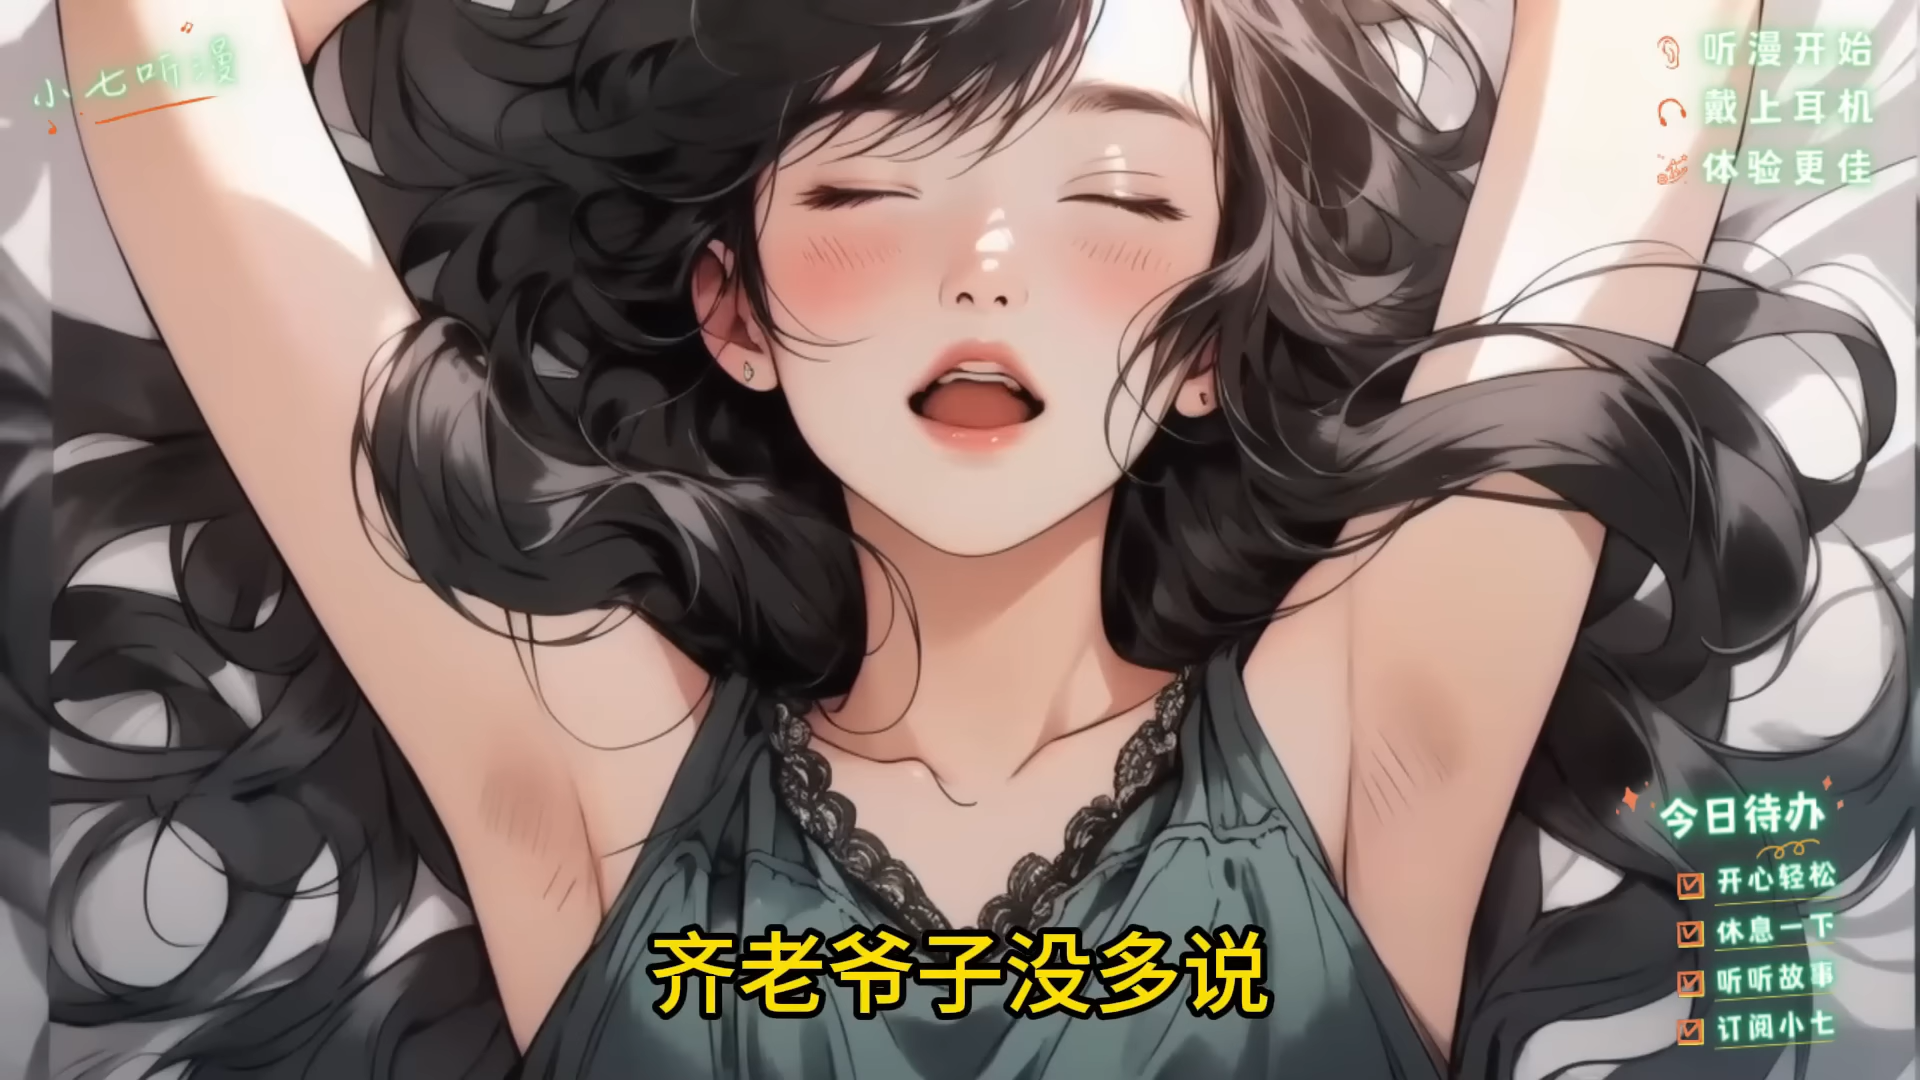 小七听漫
听漫开始
戴上耳机
体验更佳
今日待办
开心轻松
休息一下
听听故事
订阅小七
齐老爷子没多说